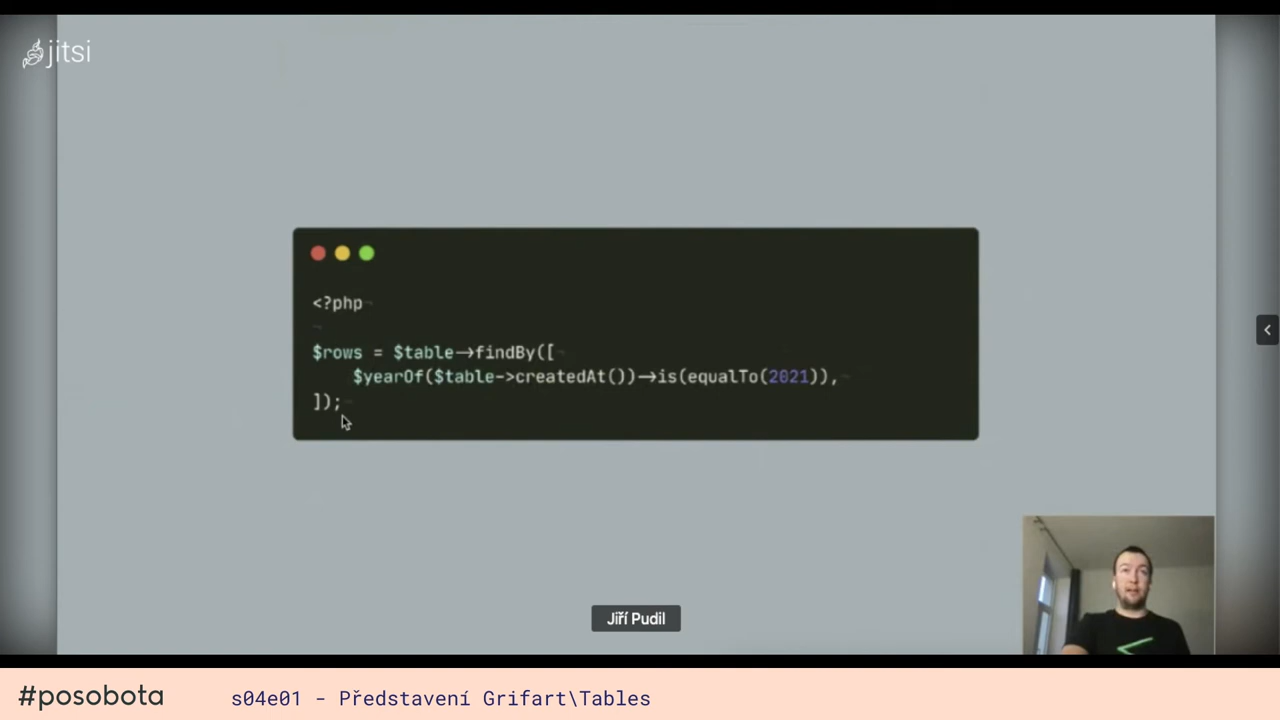 jitsi
<?php
$rows = $table->findBy([
$yearOf($table->createdAt())->is(equalTo(2021)),
]);
Jiří Pudil
#posobota
s04e01 - Představení Grifart\Tables